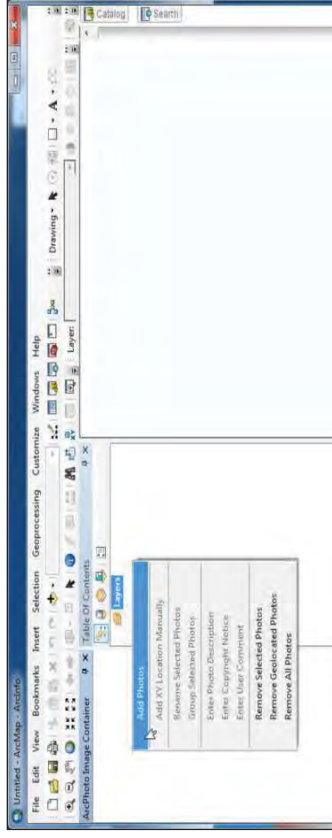 Untitled - ArcMap - ArcInfo
File Edit View Bookmarks Insert Selection Geoprocessing Customize Windows Help
Drawing
A
Layer:
ArcPhoto Image Container
Table Of Contents
Layers
Add Photos
Add XY Location Manually
Rename Selected Photos
Group Selected Photos
Enter Photo Description
Enter Copyright Notice
Enter User Comment
Remove Selected Photos
Remove Geolocated Photos
Remove All Photos
Catalog
Search